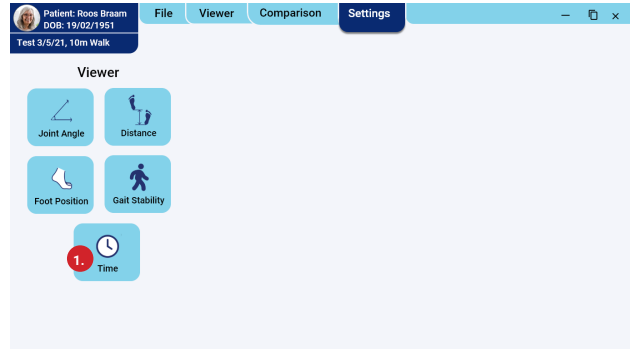 Patient: Roos Braam
DOB: 19/02/1951
File
Viewer
Comparison
Settings
Test 3/5/21, 10m Walk
Viewer
Joint Angle
Distance
Foot Position
Gait Stability
1.
Time